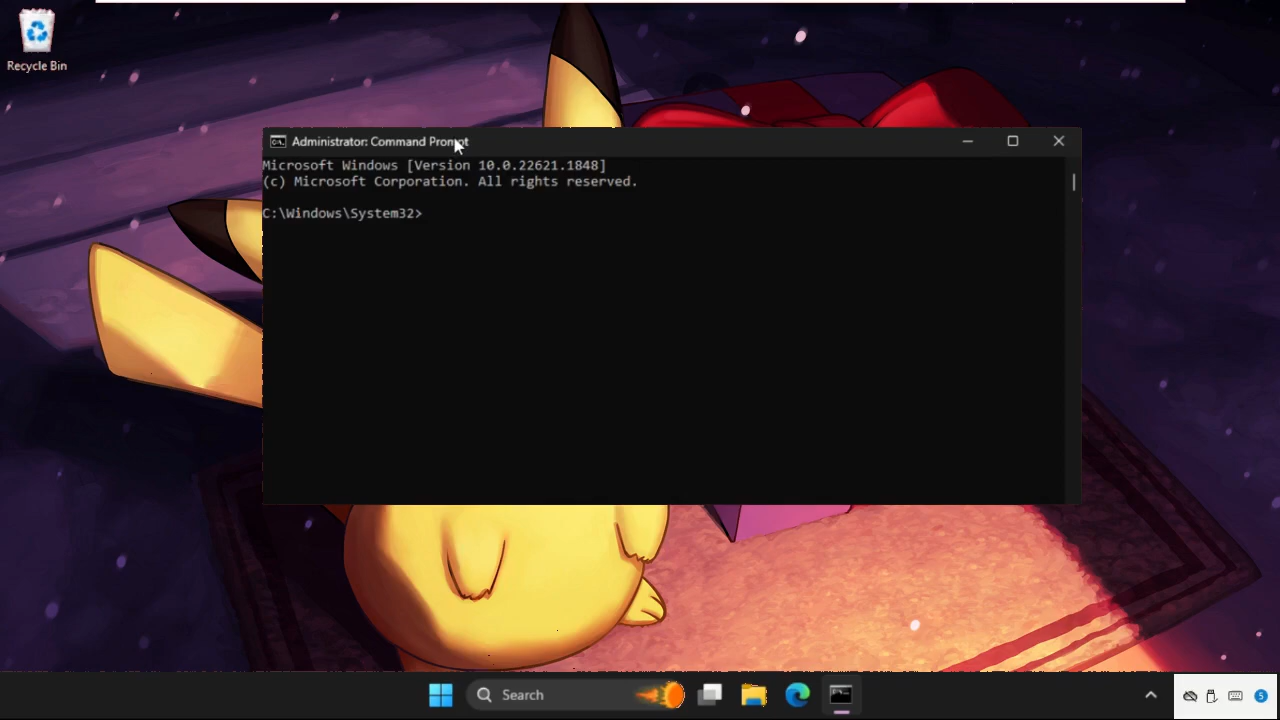 Recycle Bin
Administrator: Command Prompt
Microsoft Windows [Version 10.0.22621.1848]
(c) Microsoft Corporation. All rights reserved.
C:\Windows\System32>
Search
5